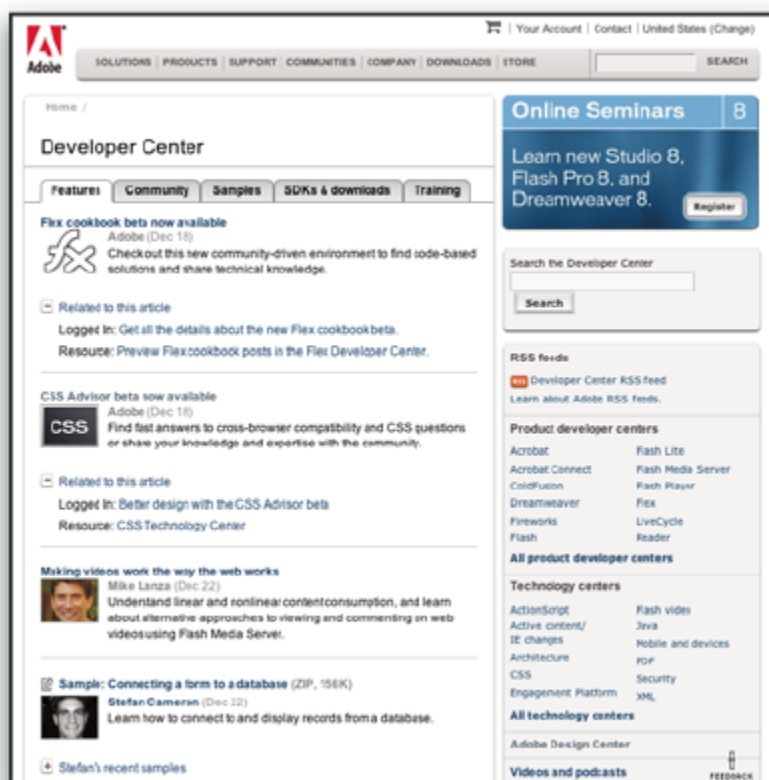 Your Account | Contact | United States (Change)
Adobe
SOLUTIONS | PRODUCTS | SUPPORT | COMMUNITIES | COMPANY | DOWNLOADS | STORE
SEARCH
Home /
Developer Center
Features Community Samples SDKs & downloads Training
Flex cookbook beta now available
Adobe (Dec 18)
Check out this new community-driven environment to find code-based
solutions and share technical knowledge.
Related to this article
Logged In: Get all the details about the new Flex cookbook beta.
Resource: Preview Flex cookbook posts in the Flex Developer Center.
CSS Advisor beta now available
CSS
Adobe (Dec 18)
Find fast answers to cross-browser compatibility and CSS questions
or share your knowledge and expertise with the community.
Related to this article
Logged In: Better design with the CSS Advisor beta
Resource: CSS Technology Center
Making videos work the way the web works
Mike Lanza (Dec 22)
Understand linear and nonlinear content consumption, and learn
about alternative approaches to viewing and commenting on web
videos using Flash Media Server.
Sample: Connecting a form to a database (ZIP, 156K)
Stefan Cameron (Dec 22)
Learn how to connect to and display records from a database.
Stefan's recent samples
Online Seminars 8
Learn new Studio 8,
Flash Pro 8, and
Dreamweaver 8.
Register
Search the Developer Center
Search
RSS feeds
RSS Developer Center RSS feed
Learn about Adobe RSS feeds.
Product developer centers
Acrobat
Acrobat Connect
ColdFusion
Dreamweaver
Fireworks
Flash
Flash Lite
Flash Media Server
Flash Player
Flex
LiveCycle
Reader
All product developer centers
Technology centers
ActionScript
Active content/
IE changes
Architecture
CSS
Engagement Platform
Flash video
Java
Mobile and devices
PDF
Security
XML
All technology centers
Adobe Design Center
Videos and podcasts
FEEDBACK